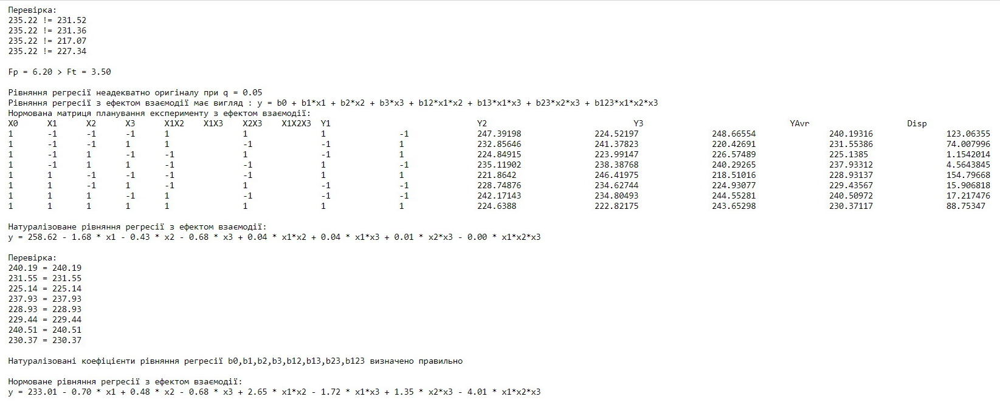 Перевірка:
235.22 != 231.52
235.22 != 231.36
235.22 != 217.07
235.22 != 227.34
Fp = 6.20 > Ft = 3.50
Рівняння регресії неадекватно оригіналу при q = 0.05
Рівняння регресії з ефектом взаємодії має вигляд : y = b0 + b1*x1 + b2*x2 + b3*x3 + b12*x1*x2 + b13*x1*x3 + b23*x2*x3 + b123*x1*x2*x3
Нормована матриця планування експерименту з ефектом взаємодії:
X0 X1 X2 X3 X1X2 X1X3 X2X3 X1X2X3 Y1 Y2 Y3 YAvr Disp
1 -1 -1 -1 1 1 1 -1 247.39198 224.52197 248.66554 240.19316 123.06355
1 -1 -1 1 1 -1 -1 1 232.85646 241.37823 220.42691 231.55386 74.007996
1 -1 1 -1 -1 1 -1 1 224.84915 223.99147 226.57489 225.1385 1.1542014
1 -1 1 1 -1 -1 1 -1 235.11902 238.38768 240.29265 237.93312 4.5643845
1 1 -1 -1 -1 -1 1 1 221.8642 246.41975 218.51016 228.93137 154.79668
1 1 -1 1 -1 1 -1 -1 228.74876 234.62744 224.93077 229.43567 15.906818
1 1 1 -1 1 -1 -1 -1 242.17143 234.80493 244.55281 240.50972 17.217476
1 1 1 1 1 1 1 1 224.6388 222.82175 243.65298 230.37117 88.75347
Натуралізоване рівняння регресії з ефектом взаємодії:
y = 258.62 - 1.68 * x1 - 0.43 * x2 - 0.68 * x3 + 0.04 * x1*x2 + 0.04 * x1*x3 + 0.01 * x2*x3 - 0.00 * x1*x2*x3
Перевірка:
240.19 = 240.19
231.55 = 231.55
225.14 = 225.14
237.93 = 237.93
228.93 = 228.93
229.44 = 229.44
240.51 = 240.51
230.37 = 230.37
Натуралізовані коефіцієнти рівняння регресії b0,b1,b2,b3,b12,b13,b23,b123 визначено правильно
Нормоване рівняння регресії з ефектом взаємодії:
y = 233.01 - 0.70 * x1 + 0.48 * x2 - 0.68 * x3 + 2.65 * x1*x2 - 1.72 * x1*x3 + 1.35 * x2*x3 - 4.01 * x1*x2*x3